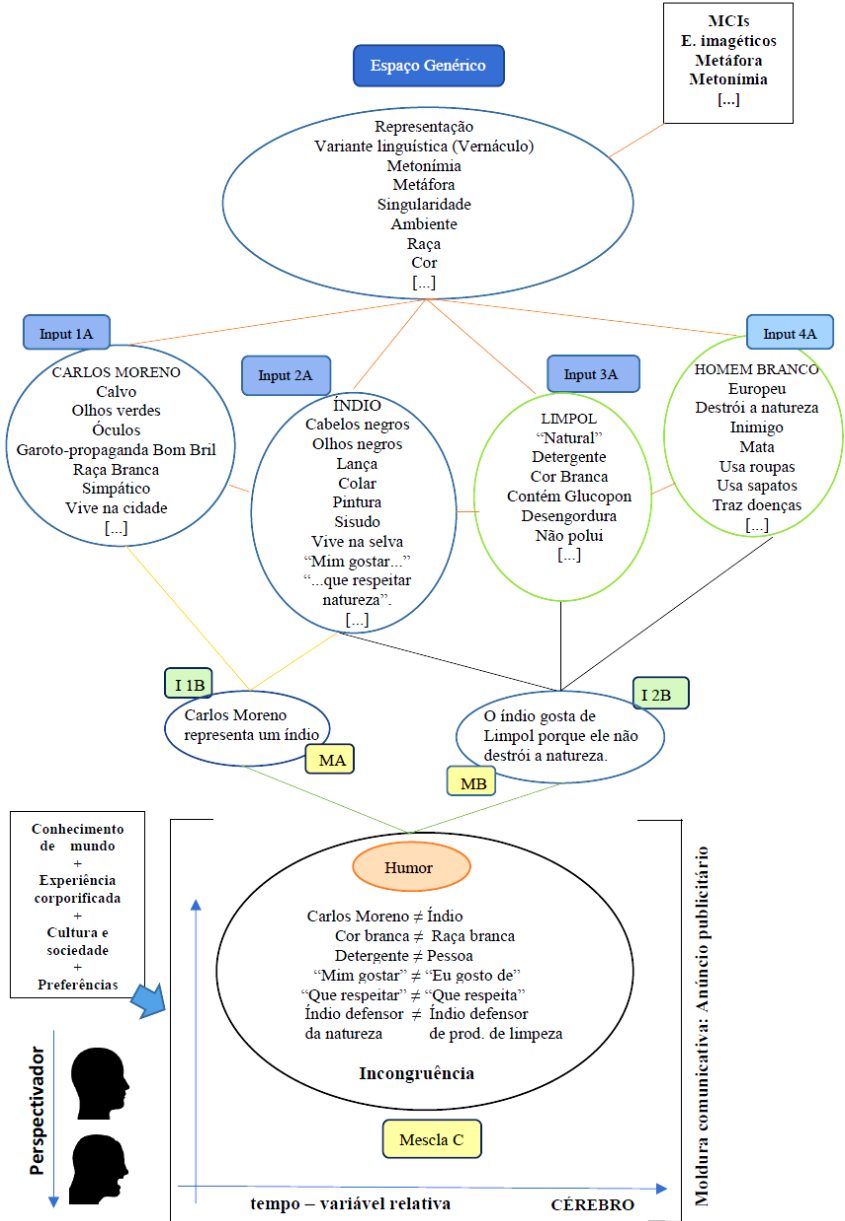 MCIs
E. imagéticos
Metáfora
Metonímia
[...]
Espaço Genérico
Representação
Variante linguística (Vernáculo)
Metonímia
Metáfora
Singularidade
Ambiente
Raça
Cor
[...]
Input 1A
CARLOS MORENO
Calvo
Olhos verdes
Óculos
Garoto-propaganda Bom Bril
Raça Branca
Simpático
Vive na cidade
[...]
Input 2A
ÍNDIO
Cabelos negros
Olhos negros
Lança
Colar
Pintura
Sisudo
Vive na selva
“Mim gostar...”
“...que respeitar
natureza”.
[...]
Input 3A
LIMPOL
“Natural”
Detergente
Cor Branca
Contém Glucopon
Desengordura
Não polui
[...]
Input 4A
HOMEM BRANCO
Europeu
Destrói a natureza
Inimigo
Mata
Usa roupas
Usa sapatos
Traz doenças
[...]
I 1B
Carlos Moreno
representa um índio
MA
I 2B
O índio gosta de
Limpol porque ele não
destrói a natureza.
MB
Conhecimento
de mundo
+
Experiência
corporificada
+
Cultura e
sociedade
+
Preferências
Perspectivador
Humor
Carlos Moreno ≠ Índio
Cor branca ≠ Raça branca
Detergente ≠ Pessoa
“Mim gostar” ≠ “Eu gosto de”
“Que respeitar” ≠ “Que respeita”
Índio defensor ≠ Índio defensor
da natureza de prod. de limpeza
Incongruência
Mescla C
tempo – variável relativa CÉREBRO
Moldura comunicativa: Anúncio publicitário